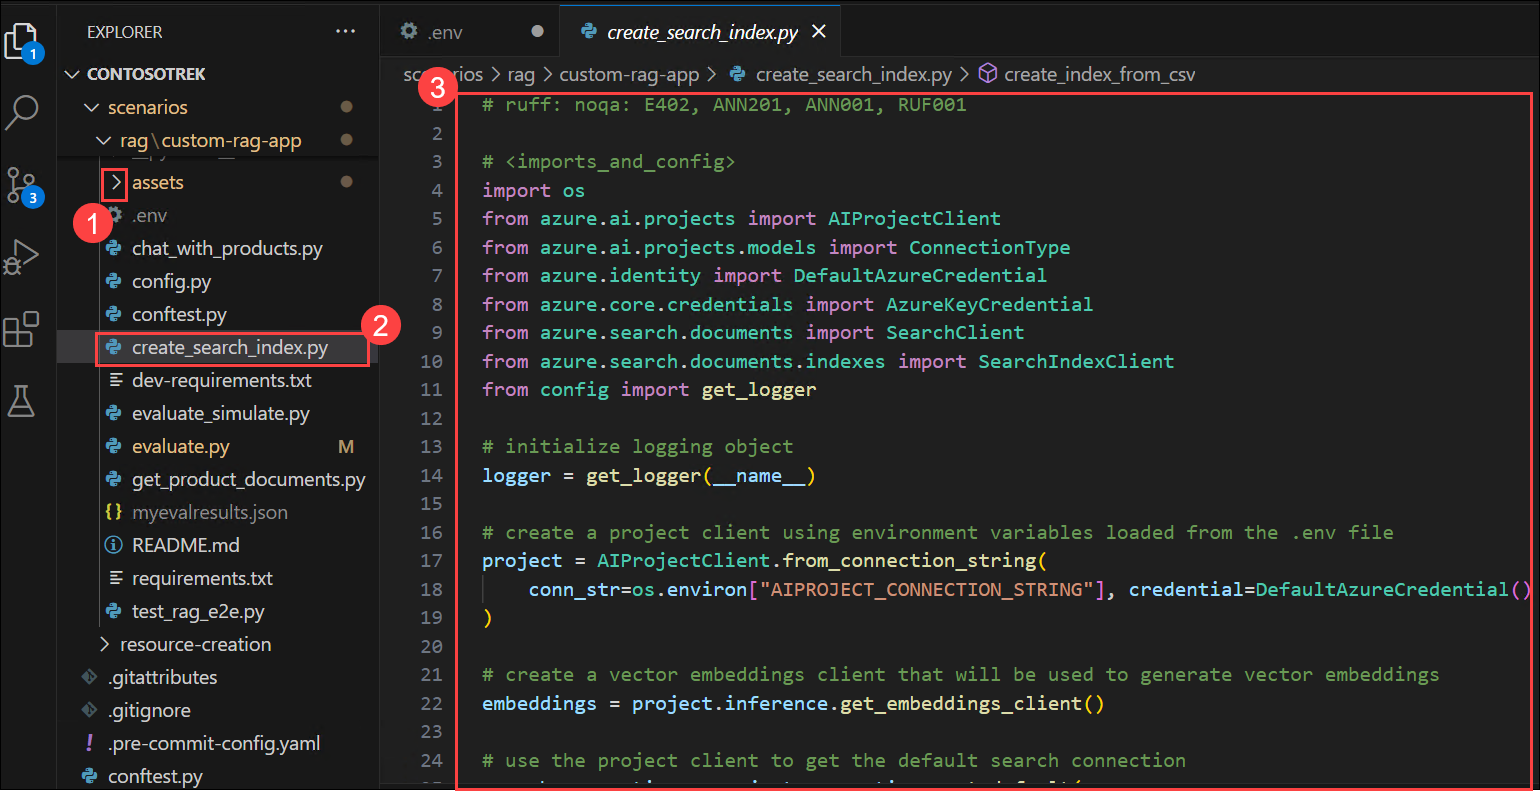 EXPLORER
CONTOSOTREK
scenarios
rag\custom-rag-app
assets
.env
chat_with_products.py
config.py
conftest.py
create_search_index.py
dev-requirements.txt
evaluate_simulate.py
evaluate.py M
get_product_documents.py
myevalresults.json
README.md
requirements.txt
test_rag_e2e.py
resource-creation
.gitattributes
.gitignore
.pre-commit-config.yaml
conftest.py
1
3
1
2
3
.env
create_search_index.py
scenarios > rag > custom-rag-app > create_search_index.py > create_index_from_csv
1 # ruff: noqa: E402, ANN201, ANN001, RUF001
2
3 # <imports_and_config>
4 import os
5 from azure.ai.projects import AIProjectClient
6 from azure.ai.projects.models import ConnectionType
7 from azure.identity import DefaultAzureCredential
8 from azure.core.credentials import AzureKeyCredential
9 from azure.search.documents import SearchClient
10 from azure.search.documents.indexes import SearchIndexClient
11 from config import get_logger
12
13 # initialize logging object
14 logger = get_logger(__name__)
15
16 # create a project client using environment variables loaded from the .env file
17 project = AIProjectClient.from_connection_string(
18 conn_str=os.environ["AIPROJECT_CONNECTION_STRING"], credential=DefaultAzureCredential()
19 )
20
21 # create a vector embeddings client that will be used to generate vector embeddings
22 embeddings = project.inference.get_embeddings_client()
23
24 # use the project client to get the default search connection